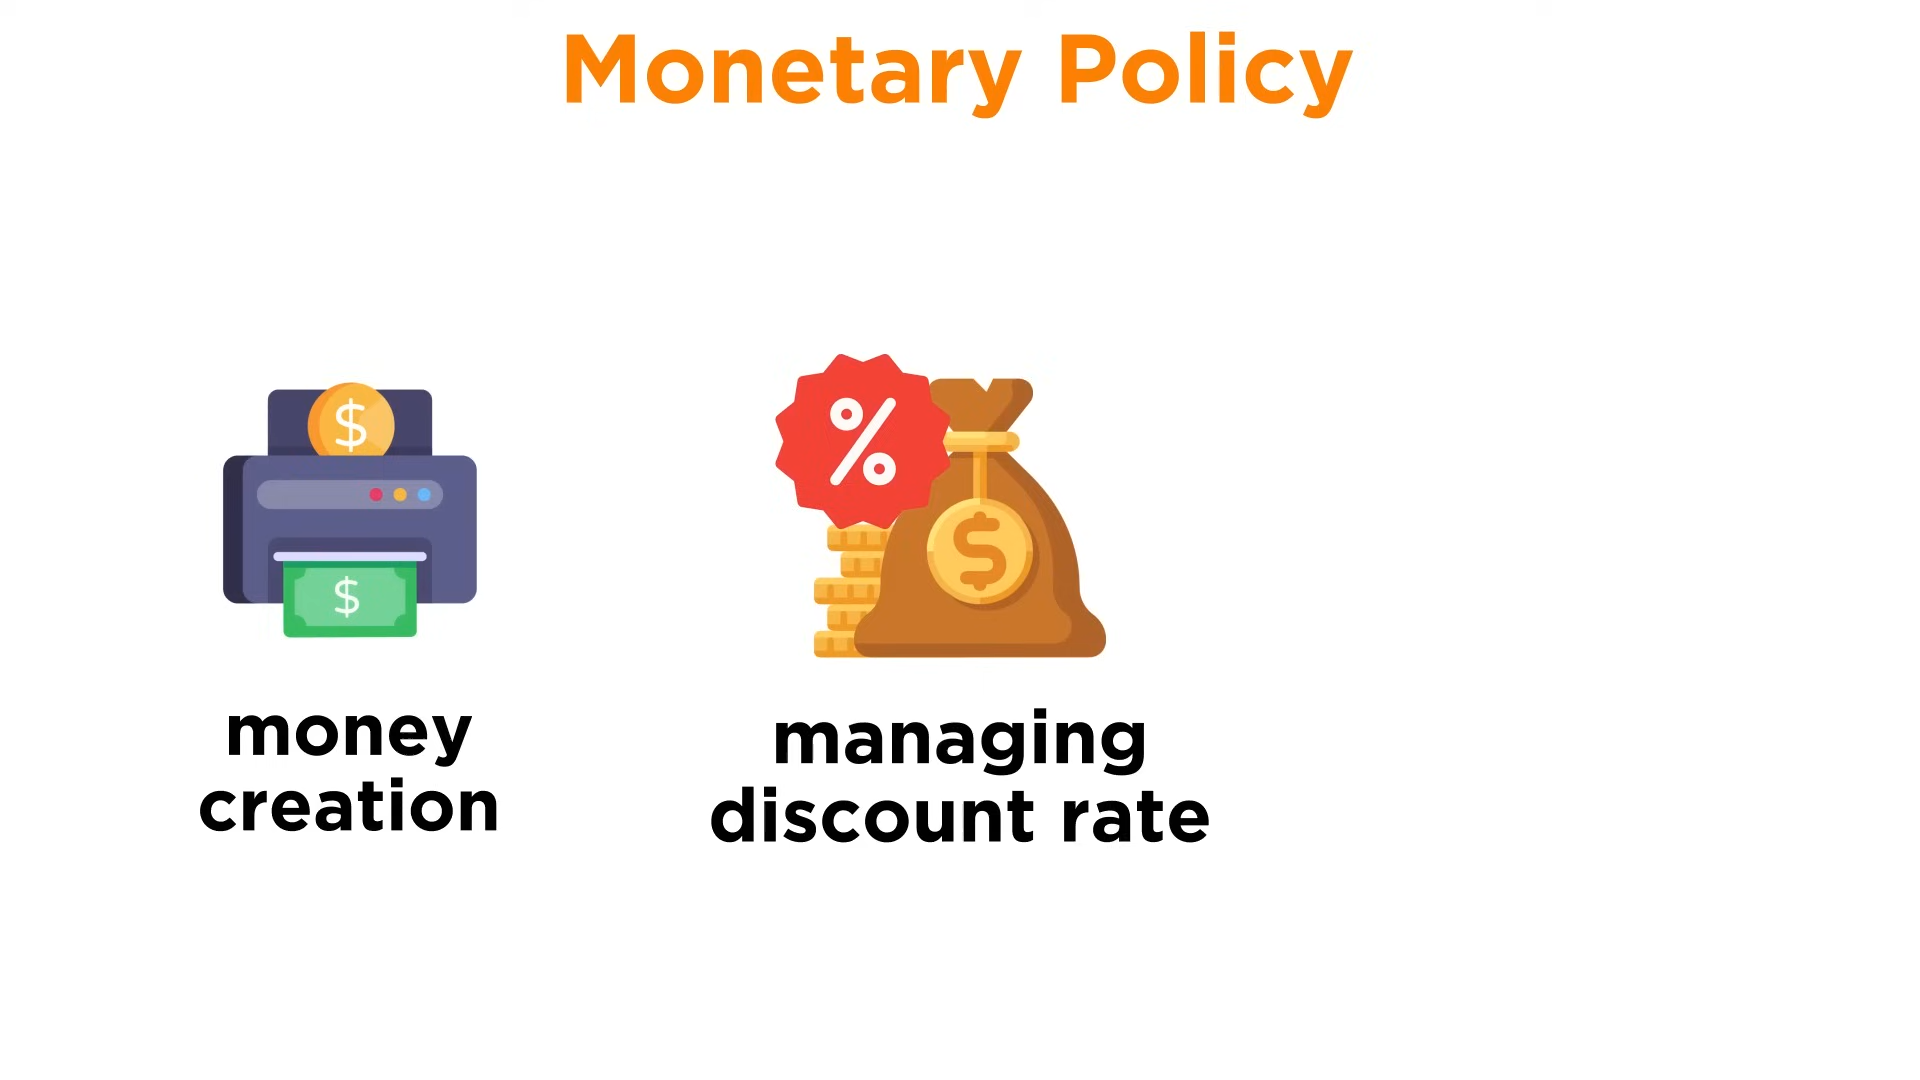 Monetary Policy
$
%
$
$
money
creation
managing
discount rate